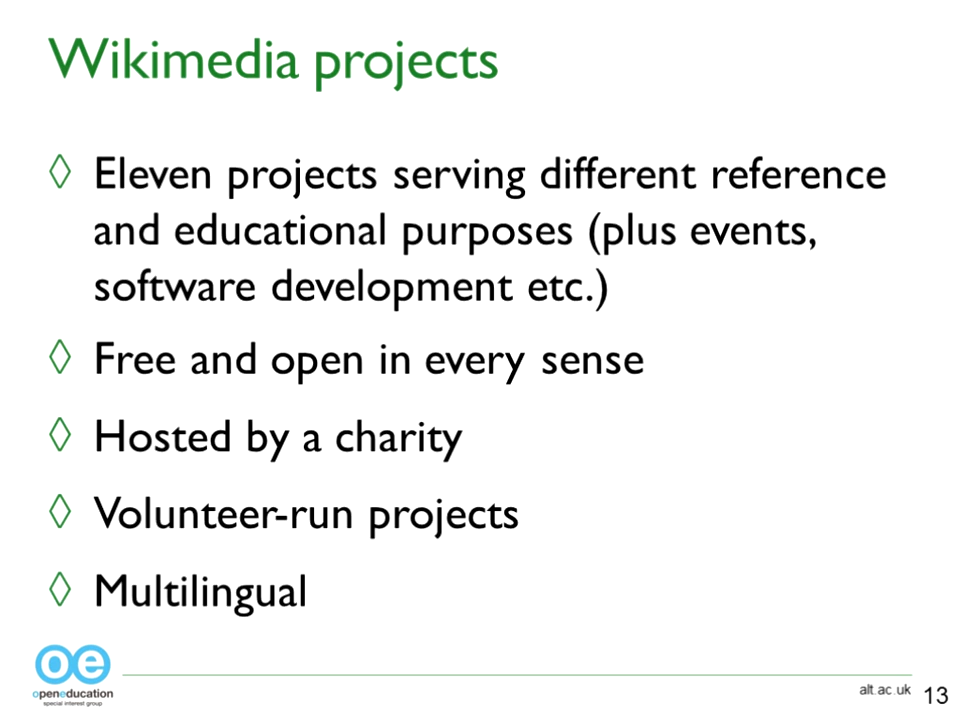 Wikimedia projects
◊ Eleven projects serving different reference
and educational purposes (plus events,
software development etc.)
◊ Free and open in every sense
◊ Hosted by a charity
◊ Volunteer-run projects
◊ Multilingual
oe
openeducation
special interest group
alt.ac.uk
13